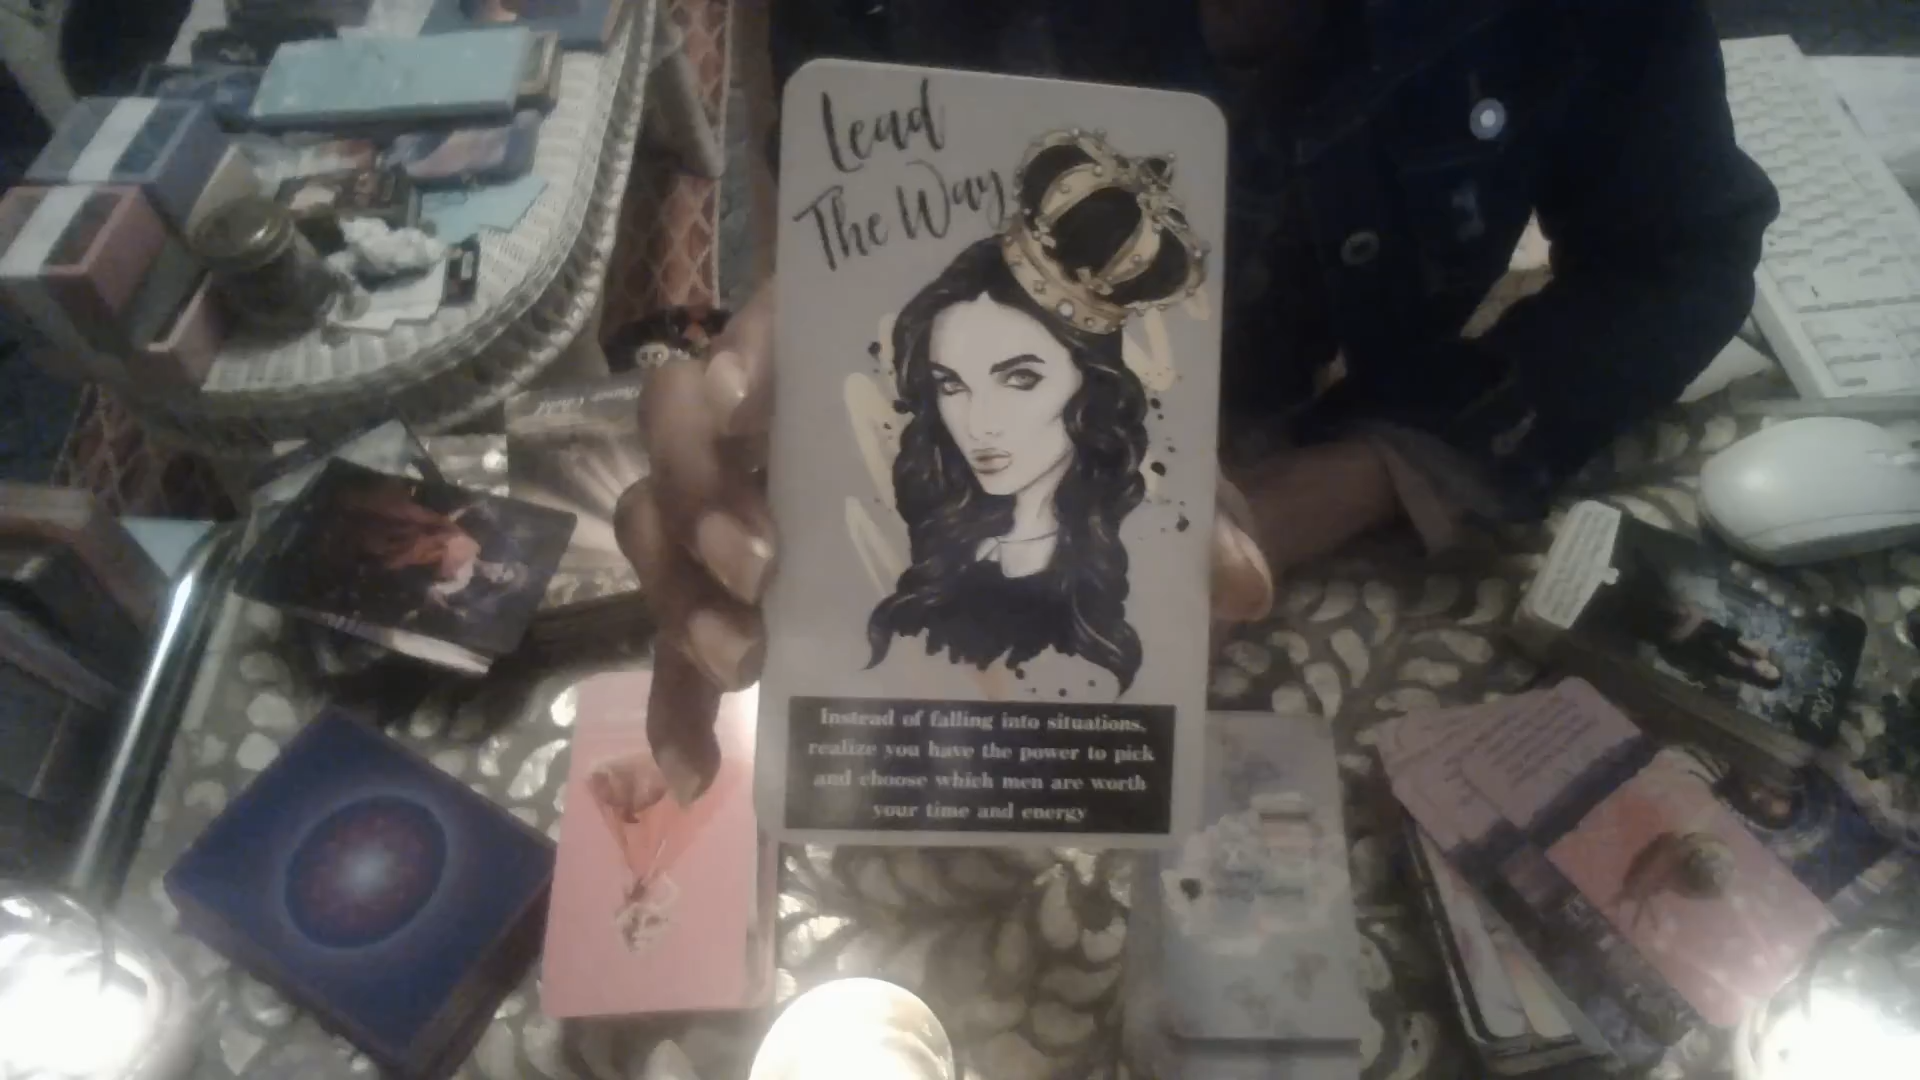 Lead
The Way
Instead of falling into situations,
realize you have the power to pick
and choose which men are worth
your time and energy